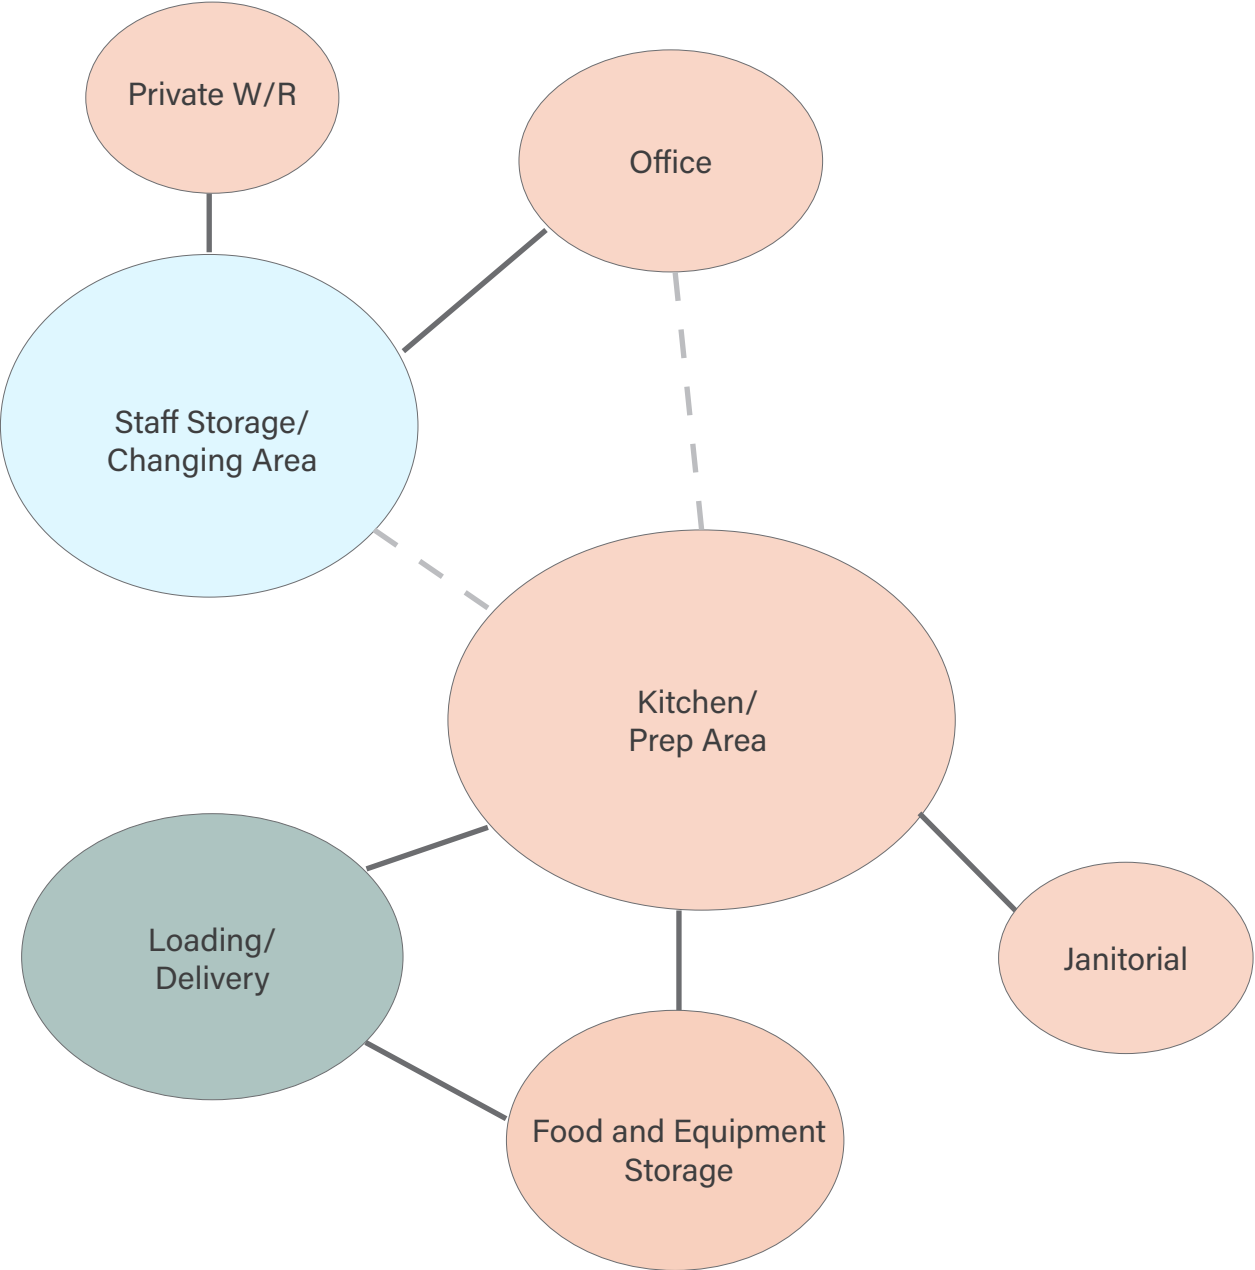 Private W/R
Office
Staff Storage/
Changing Area
Kitchen/
Prep Area
Loading/
Delivery
Janitorial
Food and Equipment
Storage